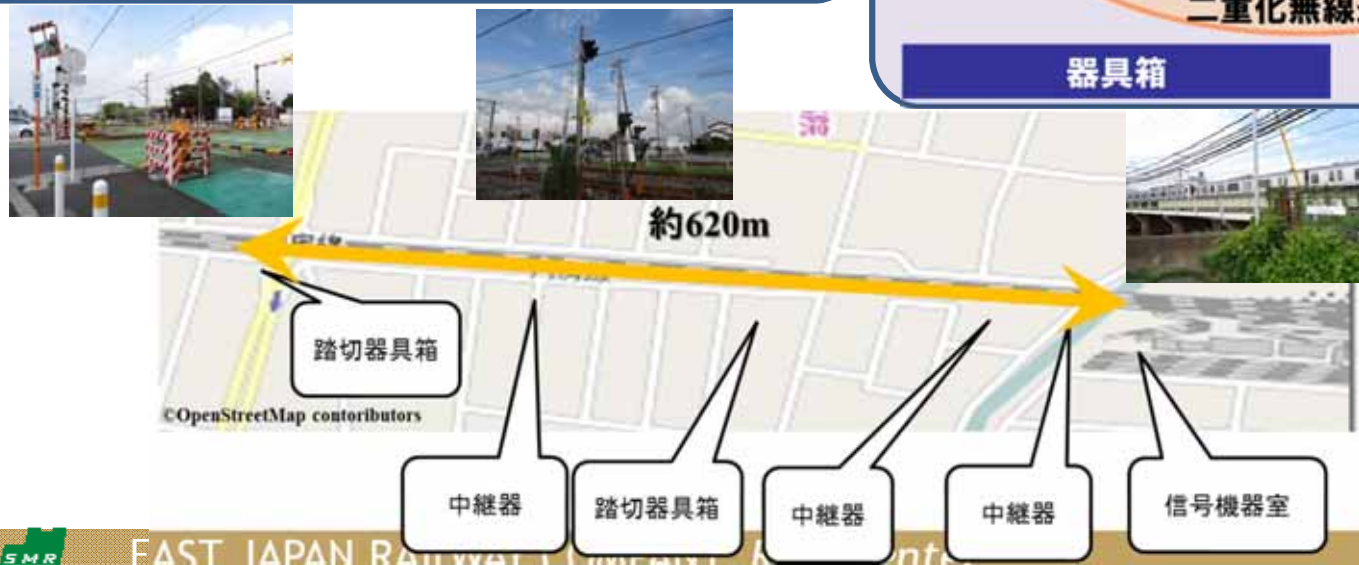 二重化無線
器具箱
約620m
踏切器具箱
©OpenStreetMap contoributors
中継器
踏切器具箱
中継器
中継器
信号機器室
SMR
EAST JAPAN RAILWAY COMPANY